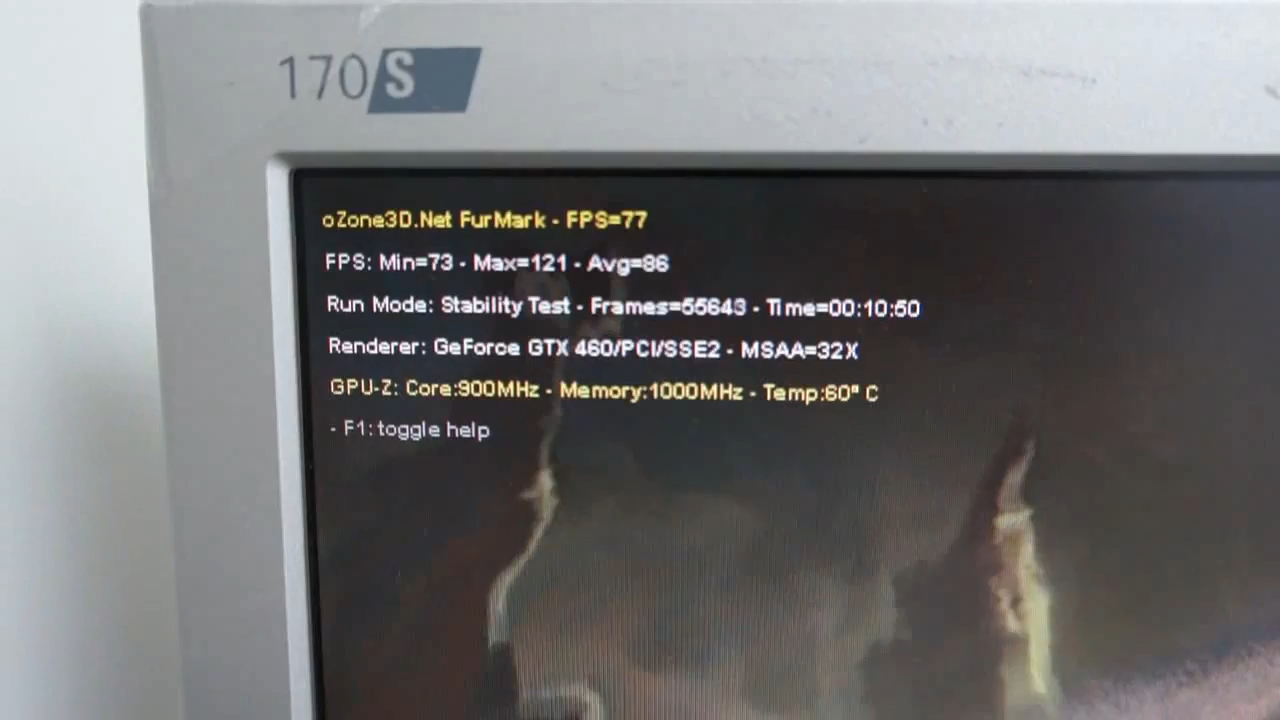 170S
oZone3D.Net FurMark - FPS=77
FPS: Min=73 - Max=121 - Avg=86
Run Mode: Stability Test - Frames=55643 - Time=00:10:50
Renderer: GeForce GTX 460/PCI/SSE2 - MSAA=32X
GPU-Z: Core:900MHz - Memory:1000MHz - Temp:60° C
- F1: toggle help